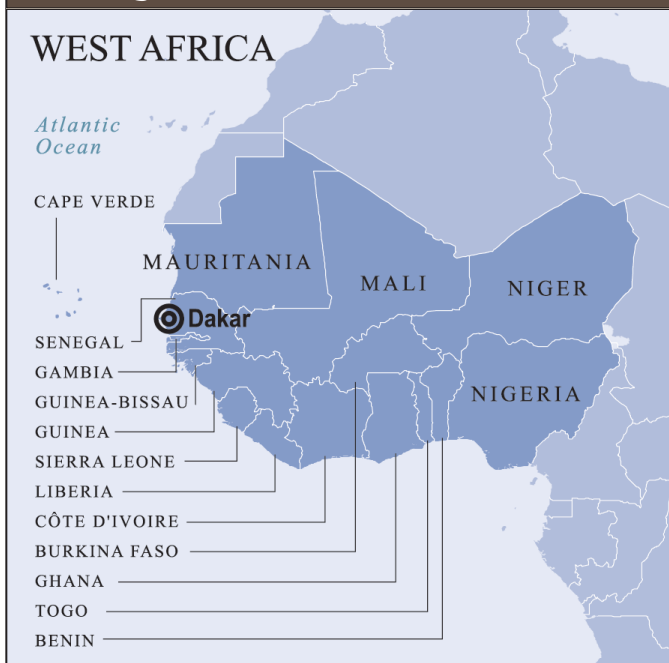 WEST AFRICA
Atlantic
Ocean
CAPE VERDE
MAURITANIA
MALI
NIGER
Dakar
SENEGAL
GAMBIA
NIGERIA
GUINEA-BISSAU
GUINEA
SIERRA LEONE
LIBERIA
CÔTE D'IVOIRE
BURKINA FASO
GHANA
TOGO
BENIN